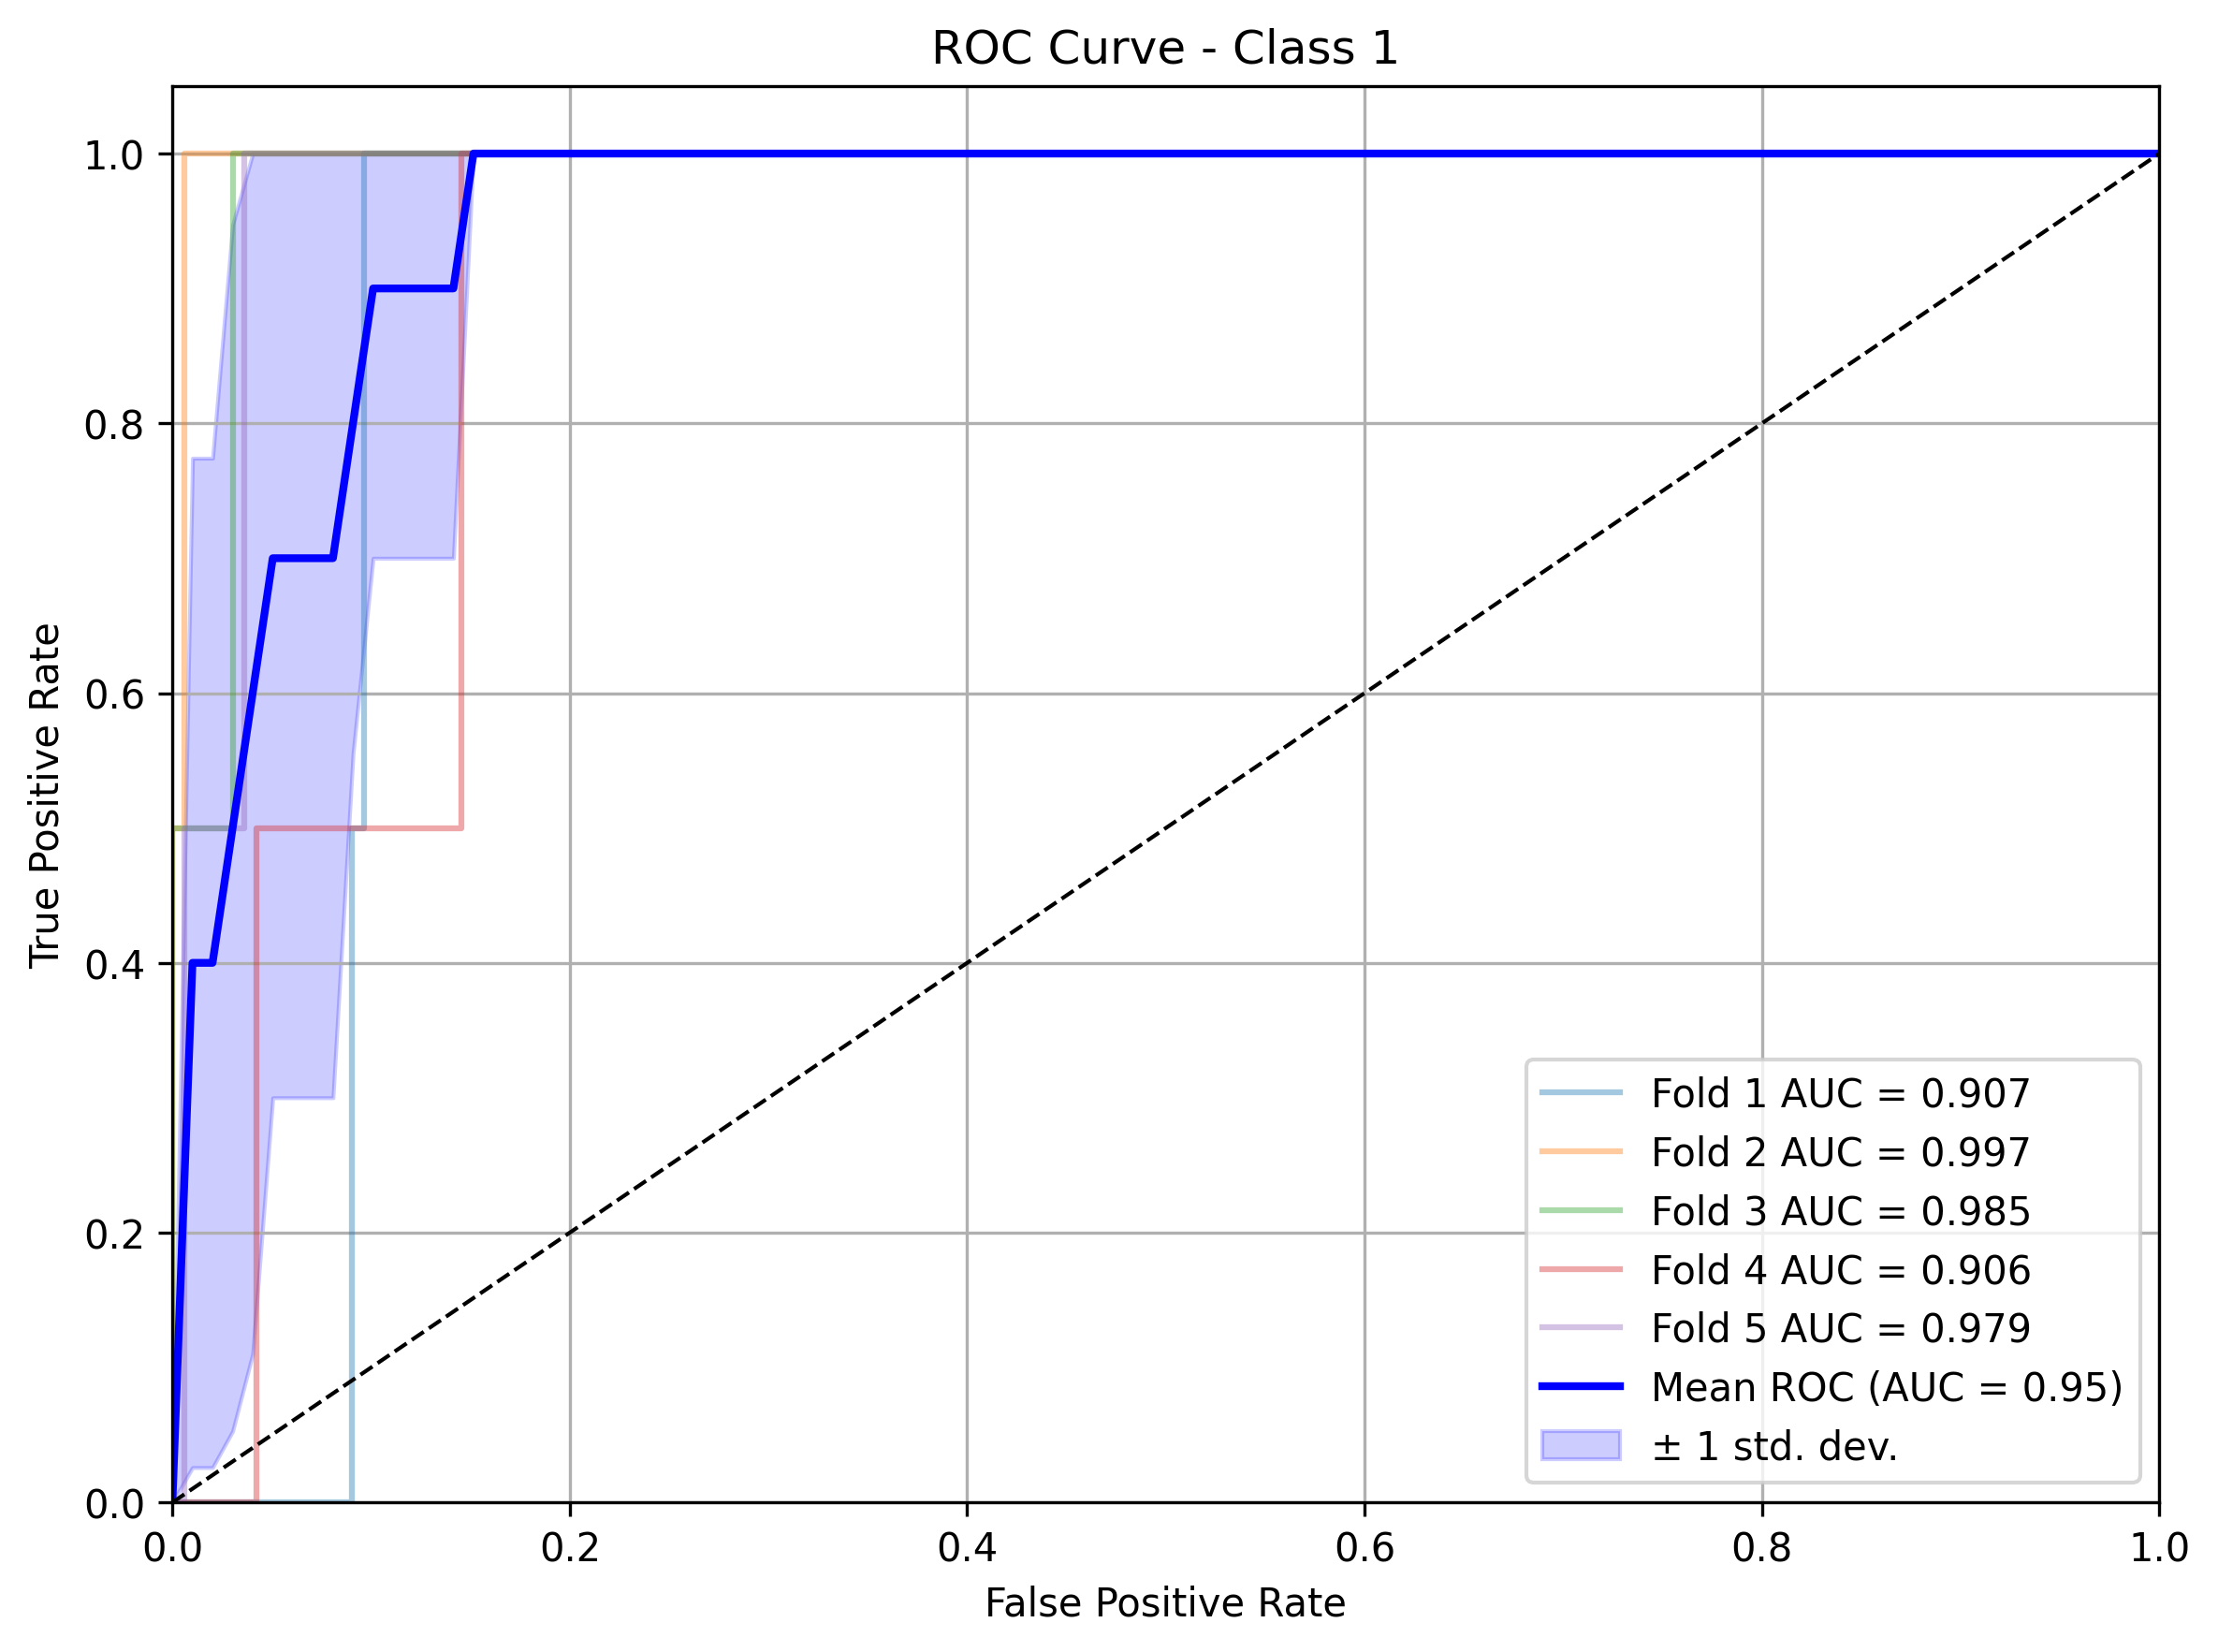 ROC Curve - Class 1
True Positive Rate
1.0
0.8
0.6
0.4
0.2
0.0
0.0 0.2 0.4 0.6 0.8 1.0
False Positive Rate
Fold 1 AUC = 0.907
Fold 2 AUC = 0.997
Fold 3 AUC = 0.985
Fold 4 AUC = 0.906
Fold 5 AUC = 0.979
Mean ROC (AUC = 0.95)
± 1 std. dev.